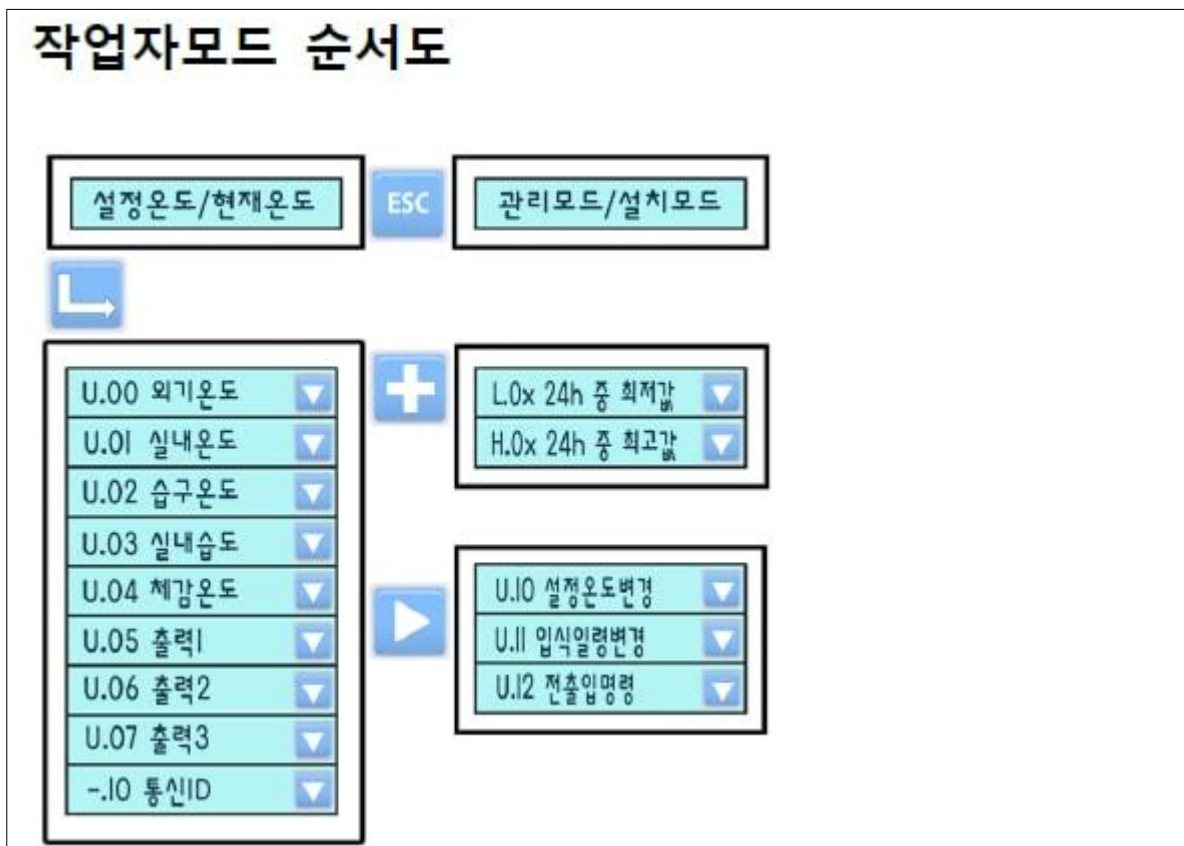 작업자모드 순서도
설정온도/현재온도
ESC
관리모드/설치모드
U.00 외기온도
U.01 실내온도
U.02 습구온도
U.03 실내습도
U.04 체감온도
U.05 출력1
U.06 출력2
U.07 출력3
-.10 통신ID
L.0x 24h 중 최저값
H.0x 24h 중 최고값
U.10 설정온도변경
U.11 입식일령변경
U.12 전출입명령